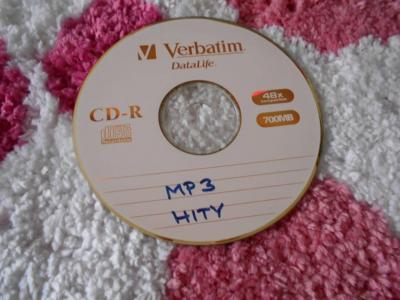 Verbatim
DataLife
CD-R
48x
700MB
MP3
HITY